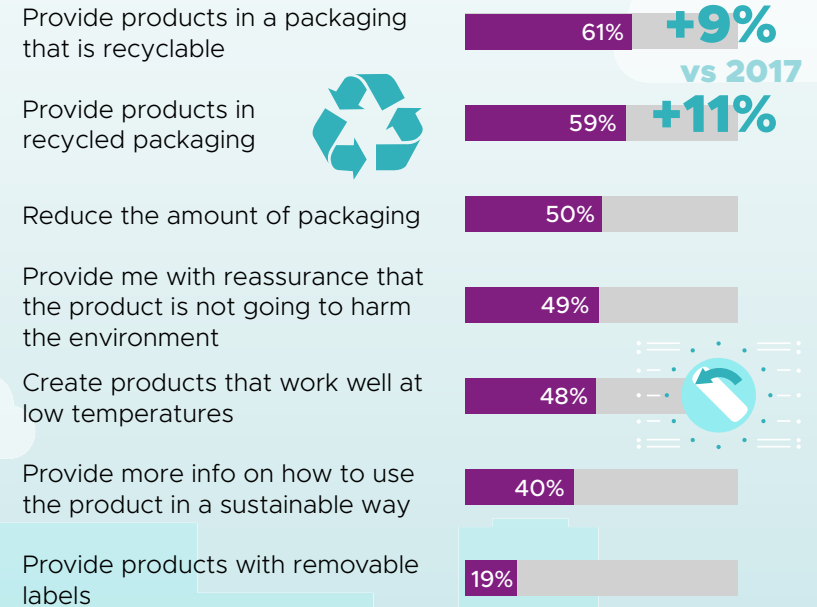 Provide products in a packaging
that is recyclable
61%
+9%
vs 2017
Provide products in
recycled packaging
59%
+11%
Reduce the amount of packaging
50%
Provide me with reassurance that
the product is not going to harm
the environment
49%
Create products that work well at
low temperatures
48%
Provide more info on how to use
the product in a sustainable way
40%
Provide products with removable
labels
19%